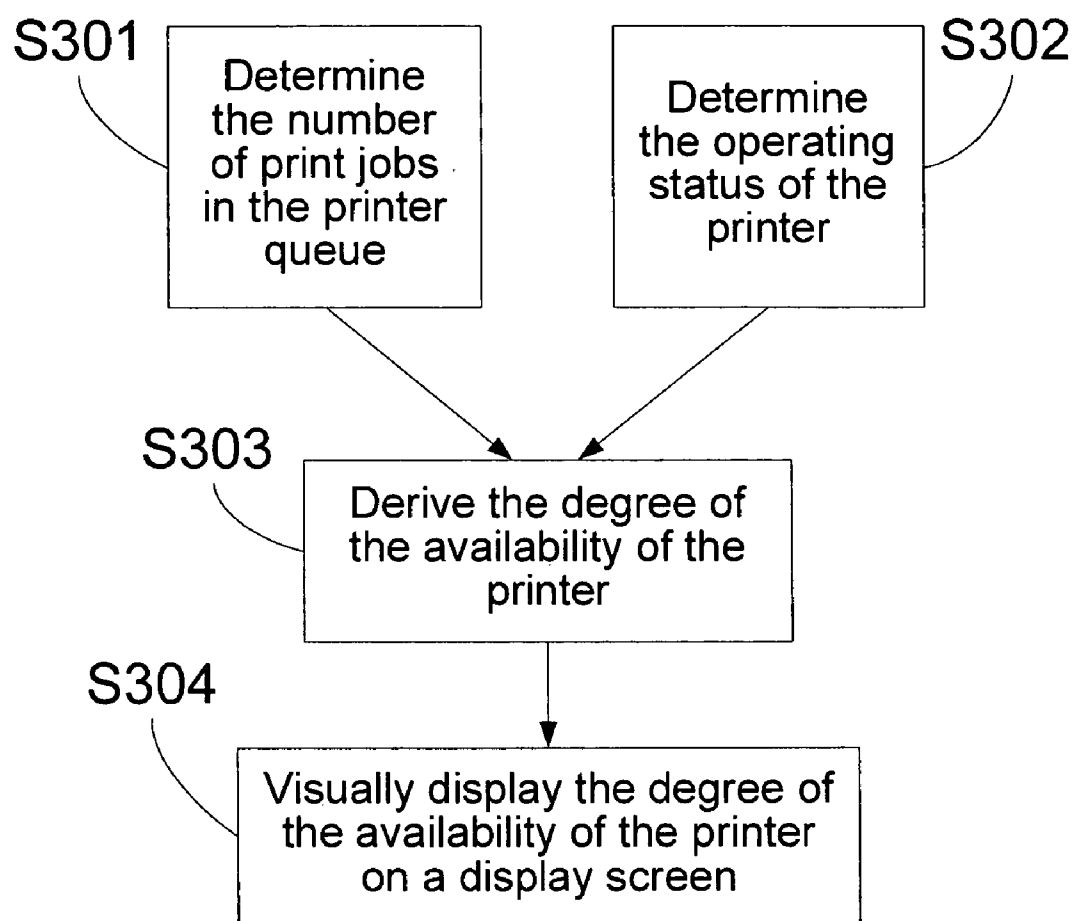 S301
Determine
the number
of print jobs
in the printer
queue
S302
Determine
the operating
status of the
printer
S303
Derive the degree of
the availability of the
printer
S304
Visually display the degree of
the availability of the printer
on a display screen